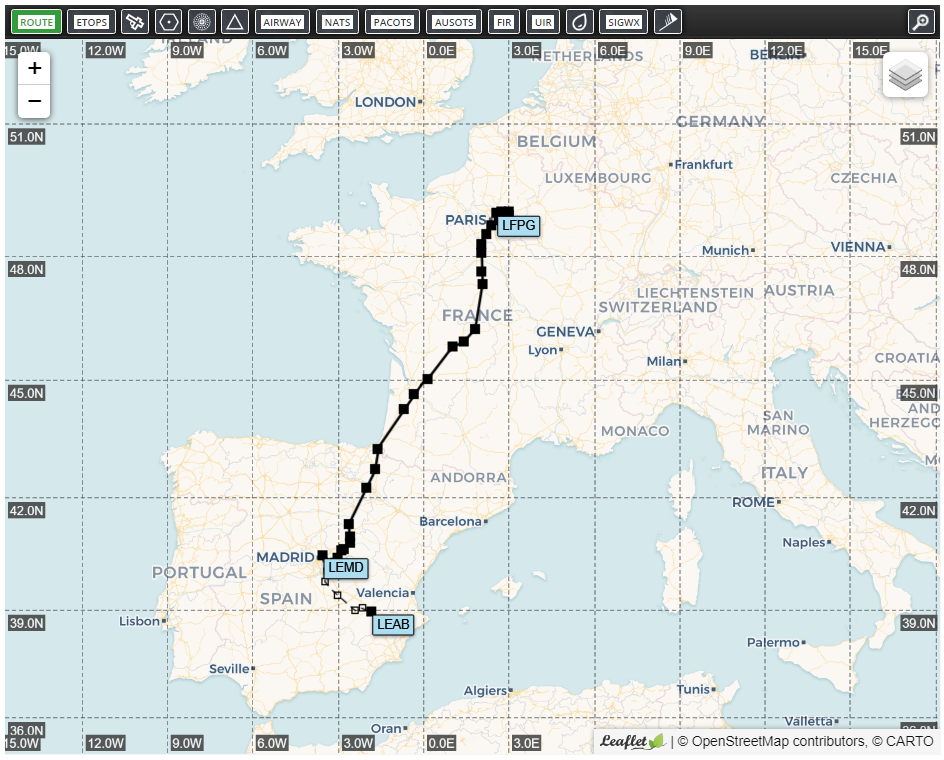 ROUTE ETOPS AIRWAY NATS PACOTS AUSOTS FIR UIR SIGWX
15.0W 12.0W 9.0W 6.0W 3.0W 0.0E 3.0E 9.0E 12.0E 15.0E
IRELAND
NETHERLANDS
BERLIN
+
−
LONDON
51.0N
GERMANY
51.0N
BELGIUM
Frankfurt
LUXEMBOURG
CZECHIA
PARIS
LFPG
Munich
VIENNA
48.0N
48.0N
LIECHTENSTEIN
AUSTRIA
SWITZERLAND
FRANCE
GENEVA
Lyon
Milan
CROATIA
45.0N
45.0N
AND
HERZEGO
SAN
MARINO
MONACO
ANDORRA
ITALY
42.0N
ROME
42.0N
Barcelona
Naples
MADRID
LEMD
PORTUGAL
SPAIN
Valencia
Lisbon
39.0N
LEAB
39.0N
Palermo
Seville
Algiers
Tunis
Valletta
36.0N
Oran
36.0N
15.0W 12.0W 9.0W 6.0W 3.0W 0.0E 3.0E
Leaflet | © OpenStreetMap contributors, © CARTO